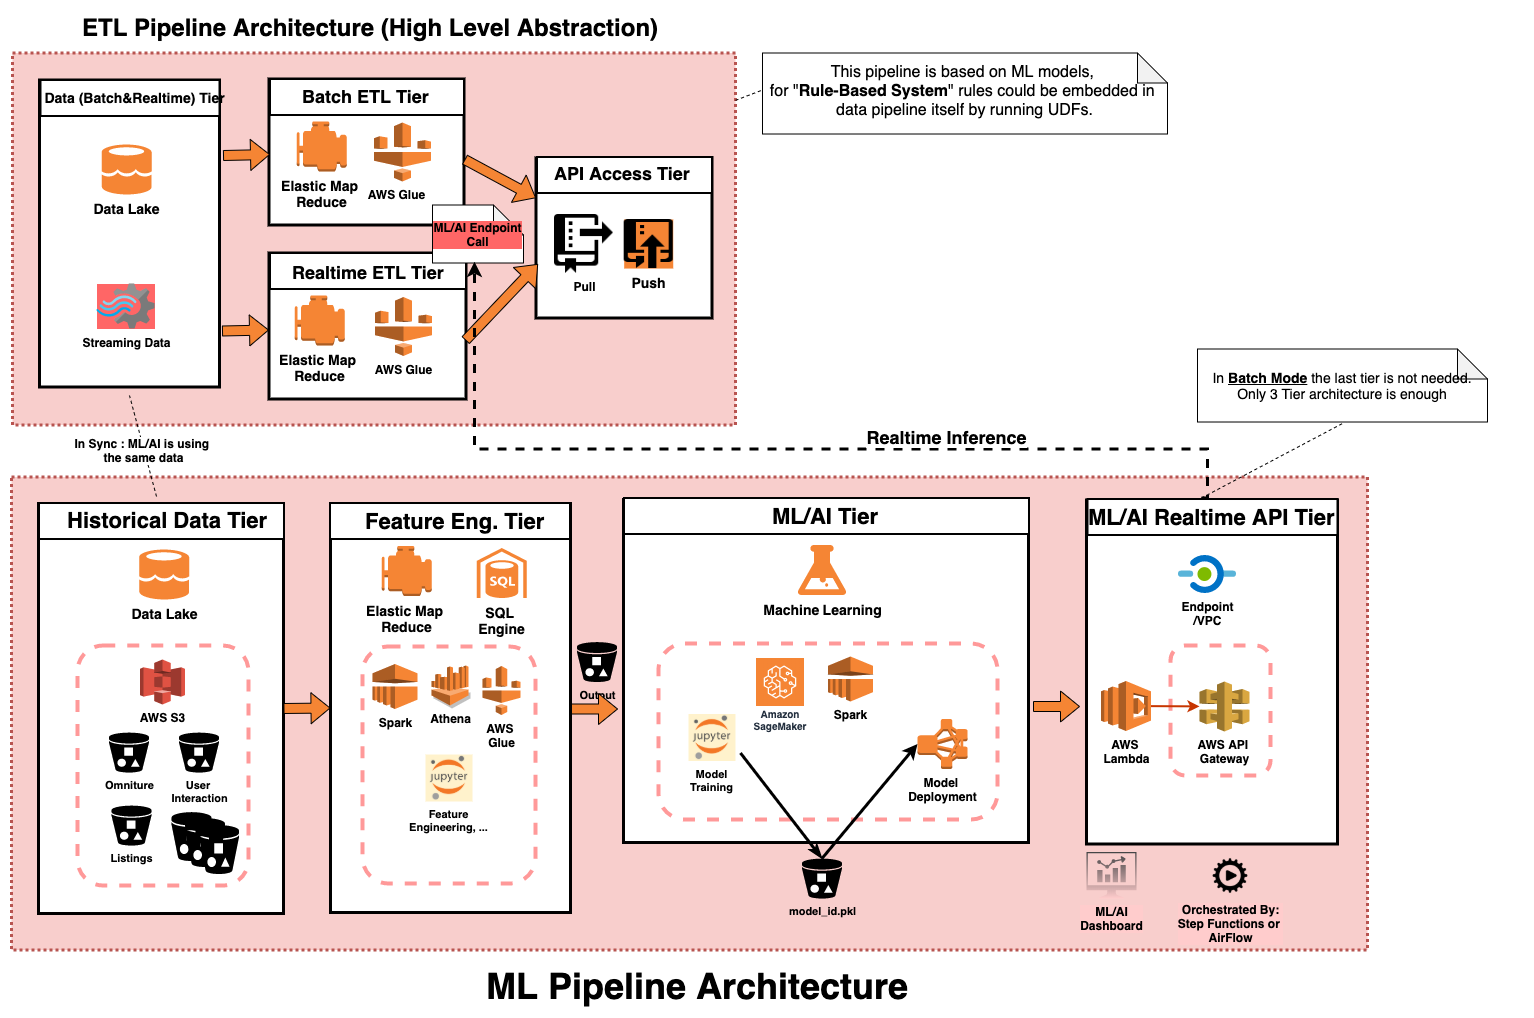 ETL Pipeline Architecture (High Level Abstraction)
This pipeline is based on ML models,
for "Rule-Based System" rules could be embedded in
data pipeline itself by running UDFs.
Data (Batch&Realtime) Tier
Data Lake
Streaming Data
Batch ETL Tier
Elastic Map
Reduce
AWS Glue
ML/AI Endpoint
Call
Realtime ETL Tier
Elastic Map
Reduce
AWS Glue
API Access Tier
Pull
Push
In Batch Mode the last tier is not needed.
Only 3 Tier architecture is enough
In Sync : ML/AI is using
the same data
Realtime Inference
Historical Data Tier
Data Lake
AWS S3
Omniture
User
Interaction
Listings
Feature Eng. Tier
Elastic Map
Reduce
SQL
SQL
Engine
Spark
Athena
AWS
Glue
jupyter
Feature
Engineering, ...
Output
ML/AI Tier
Machine Learning
Amazon
SageMaker
Spark
jupyter
Model
Training
Model
Deployment
model_id.pkl
ML/AI Realtime API Tier
Endpoint
/VPC
AWS
Lambda
AWS API
Gateway
ML/AI
Dashboard
Orchestrated By:
Step Functions or
AirFlow
ML Pipeline Architecture